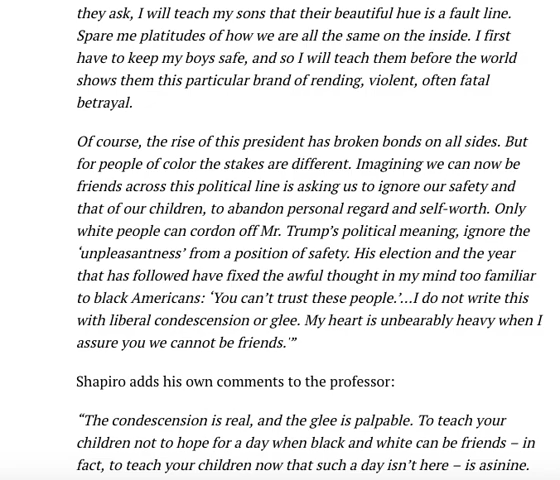 they ask, I will teach my sons that their beautiful hue is a fault line.
Spare me platitudes of how we are all the same on the inside. I first
have to keep my boys safe, and so I will teach them before the world
shows them this particular brand of rending, violent, often fatal
betrayal.
Of course, the rise of this president has broken bonds on all sides. But
for people of color the stakes are different. Imagining we can now be
friends across this political line is asking us to ignore our safety and
that of our children, to abandon personal regard and self-worth. Only
white people can cordon off Mr. Trump’s political meaning, ignore the
‘unpleasantness’ from a position of safety. His election and the year
that has followed have fixed the awful thought in my mind too familiar
to black Americans: ‘You can’t trust these people.’…I do not write this
with liberal condescension or glee. My heart is unbearably heavy when I
assure you we cannot be friends.'”
Shapiro adds his own comments to the professor:
“The condescension is real, and the glee is palpable. To teach your
children not to hope for a day when black and white can be friends – in
fact, to teach your children now that such a day isn’t here – is asinine.